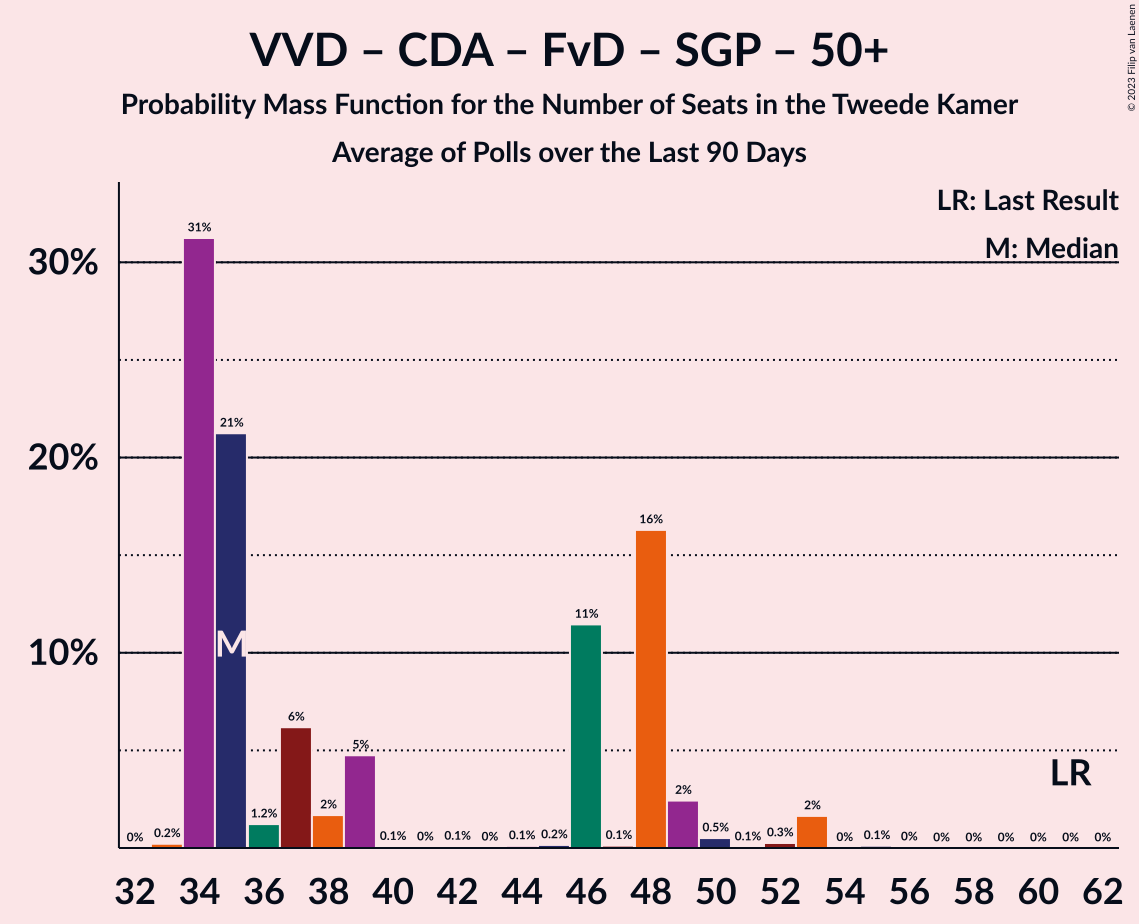 VVD – CDA – FvD – SGP – 50+
Probability Mass Function for the Number of Seats in the Tweede Kamer
Average of Polls over the Last 90 Days
© 2023 Filip van Laenen
LR: Last Result
M: Median
30%
20%
10%
0% 0.2% 31% 21% 1.2% 6% 2% 5% 0.1% 0% 0.1% 0% 0.1% 0.2% 11% 0.1% 16% 2% 0.5% 0.1% 0.3% 2% 0% 0.1% 0% 0% 0% 0% 0% 0% 0%
M
LR
32 34 36 38 40 42 44 46 48 50 52 54 56 58 60 62